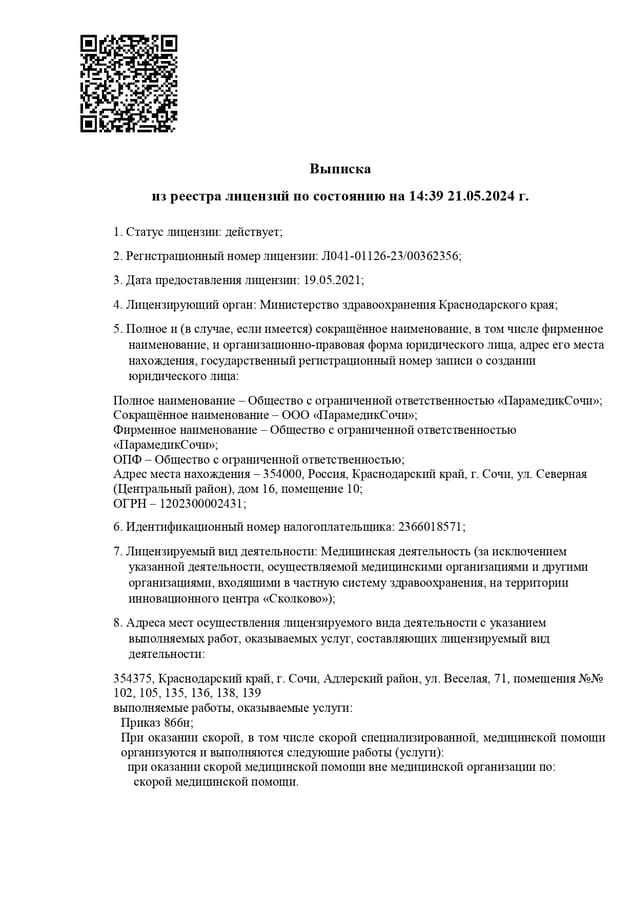 Выписка
из реестра лицензий по состоянию на 14:39 21.05.2024 г.
1. Статус лицензии: действует;
2. Регистрационный номер лицензии: Л041-01126-23/00362356;
3. Дата предоставления лицензии: 19.05.2021;
4. Лицензирующий орган: Министерство здравоохранения Краснодарского края;
5. Полное и (в случае, если имеется) сокращённое наименование, в том числе фирменное
наименование, и организационно-правовая форма юридического лица, адрес его места
нахождения, государственный регистрационный номер записи о создании
юридического лица:
Полное наименование – Общество с ограниченной ответственностью «ПарамедикСочи»;
Сокращённое наименование – ООО «ПарамедикСочи»;
Фирменное наименование – Общество с ограниченной ответственностью
«ПарамедикСочи»;
ОПФ – Общество с ограниченной ответственностью;
Адрес места нахождения – 354000, Россия, Краснодарский край, г. Сочи, ул. Северная
(Центральный район), дом 16, помещение 10;
ОГРН – 1202300002431;
6. Идентификационный номер налогоплательщика: 2366018571;
7. Лицензируемый вид деятельности: Медицинская деятельность (за исключением
указанной деятельности, осуществляемой медицинскими организациями и другими
организациями, входящими в частную систему здравоохранения, на территории
инновационного центра «Сколково»);
8. Адреса мест осуществления лицензируемого вида деятельности с указанием
выполняемых работ, оказываемых услуг, составляющих лицензируемый вид
деятельности:
354375, Краснодарский край, г. Сочи, Адлерский район, ул. Веселая, 71, помещения №№
102, 105, 135, 136, 138, 139
выполняемые работы, оказываемые услуги:
Приказ 866н;
При оказании скорой, в том числе скорой специализированной, медицинской помощи
организуются и выполняются следующие работы (услуги):
при оказании скорой медицинской помощи вне медицинской организации по:
скорой медицинской помощи.